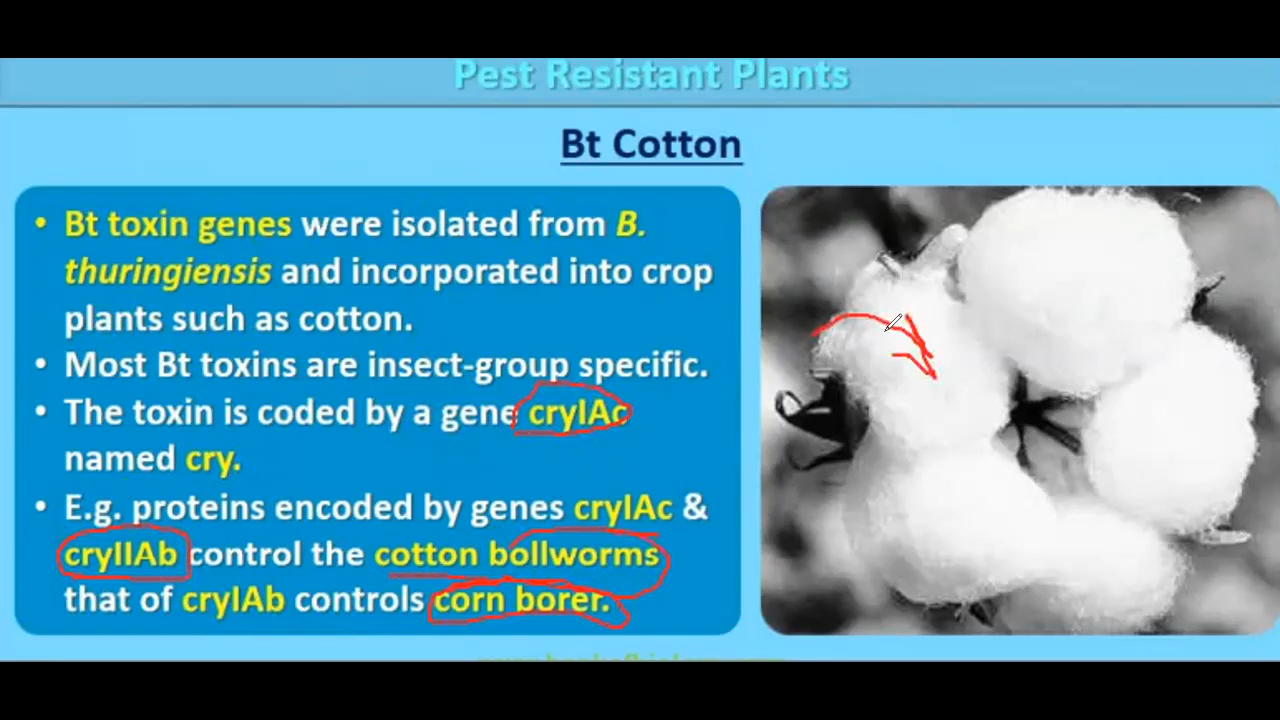 Pest Resistant Plants
Bt Cotton
• Bt toxin genes were isolated from B.
thuringiensis and incorporated into crop
plants such as cotton.
• Most Bt toxins are insect-group specific.
• The toxin is coded by a gene cryIAc
named cry.
• E.g. proteins encoded by genes cryIAc &
cryIIAb control the cotton bollworms
that of cryIAb controls corn borer.